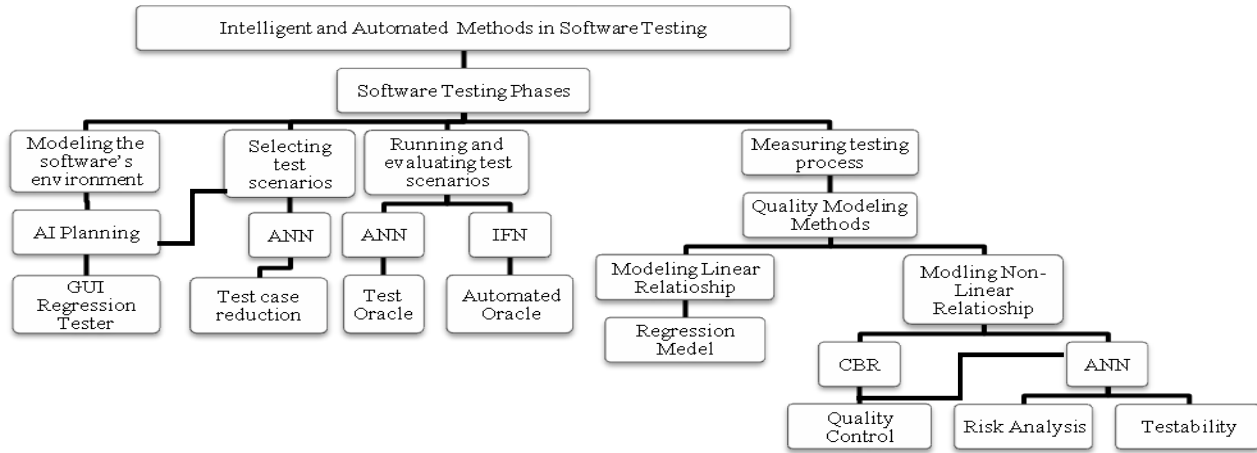 Intelligent and Automated Methods in Software Testing
Software Testing Phases
Modeling the
software's
environment
Selecting
test
scenarios
Running and
evaluating test
scenarios
Measuring testing
process
AI Planning
ANN
ANN
IFN
Quality Modeling
Methods
GUI
Regression
Tester
Test case
reduction
Test
Oracle
Automated
Oracle
Modeling Linear
Relatioship
Modling Non-
Linear
Relatioship
Regression
Medel
CBR
ANN
Quality
Control
Risk Analysis
Testability